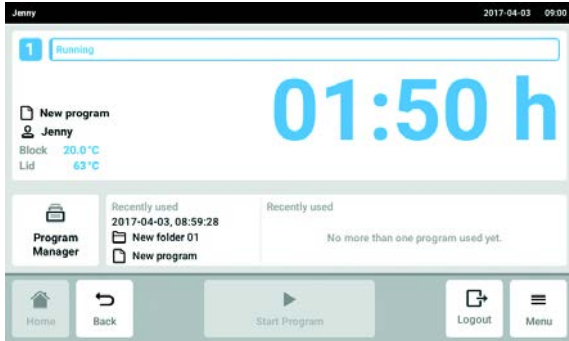 Jenny 2017-04-03 09:00
1 Running
01:50 h
New program
Jenny
Block 20.0°C
Lid 63°C
Program
Manager
Recently used
2017-04-03, 08:59:28
New folder 01
New program
Recently used
No more than one program used yet.
Home
Back
Start Program
Logout
Menu